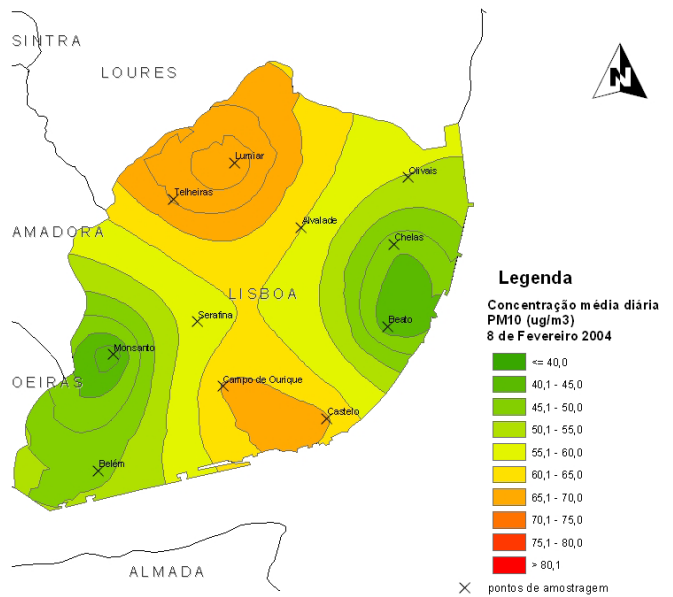 SINTRA
LOURES
N
Lumiar
Telheiras
Olivais
Alvalade
AMADORA
Chelas
LISBOA
Serafina
Beato
Monsanto
OEIRAS
Campo de Ourique
Castelo
Belém
ALMADA
Legenda
Concentração média diária
PM10 (ug/m3)
8 de Fevereiro 2004
<= 40,0
40,1 - 45,0
45,1 - 50,0
50,1 - 55,0
55,1 - 60,0
60,1 - 65,0
65,1 - 70,0
70,1 - 75,0
75,1 - 80,0
> 80,1
pontos de amostragem